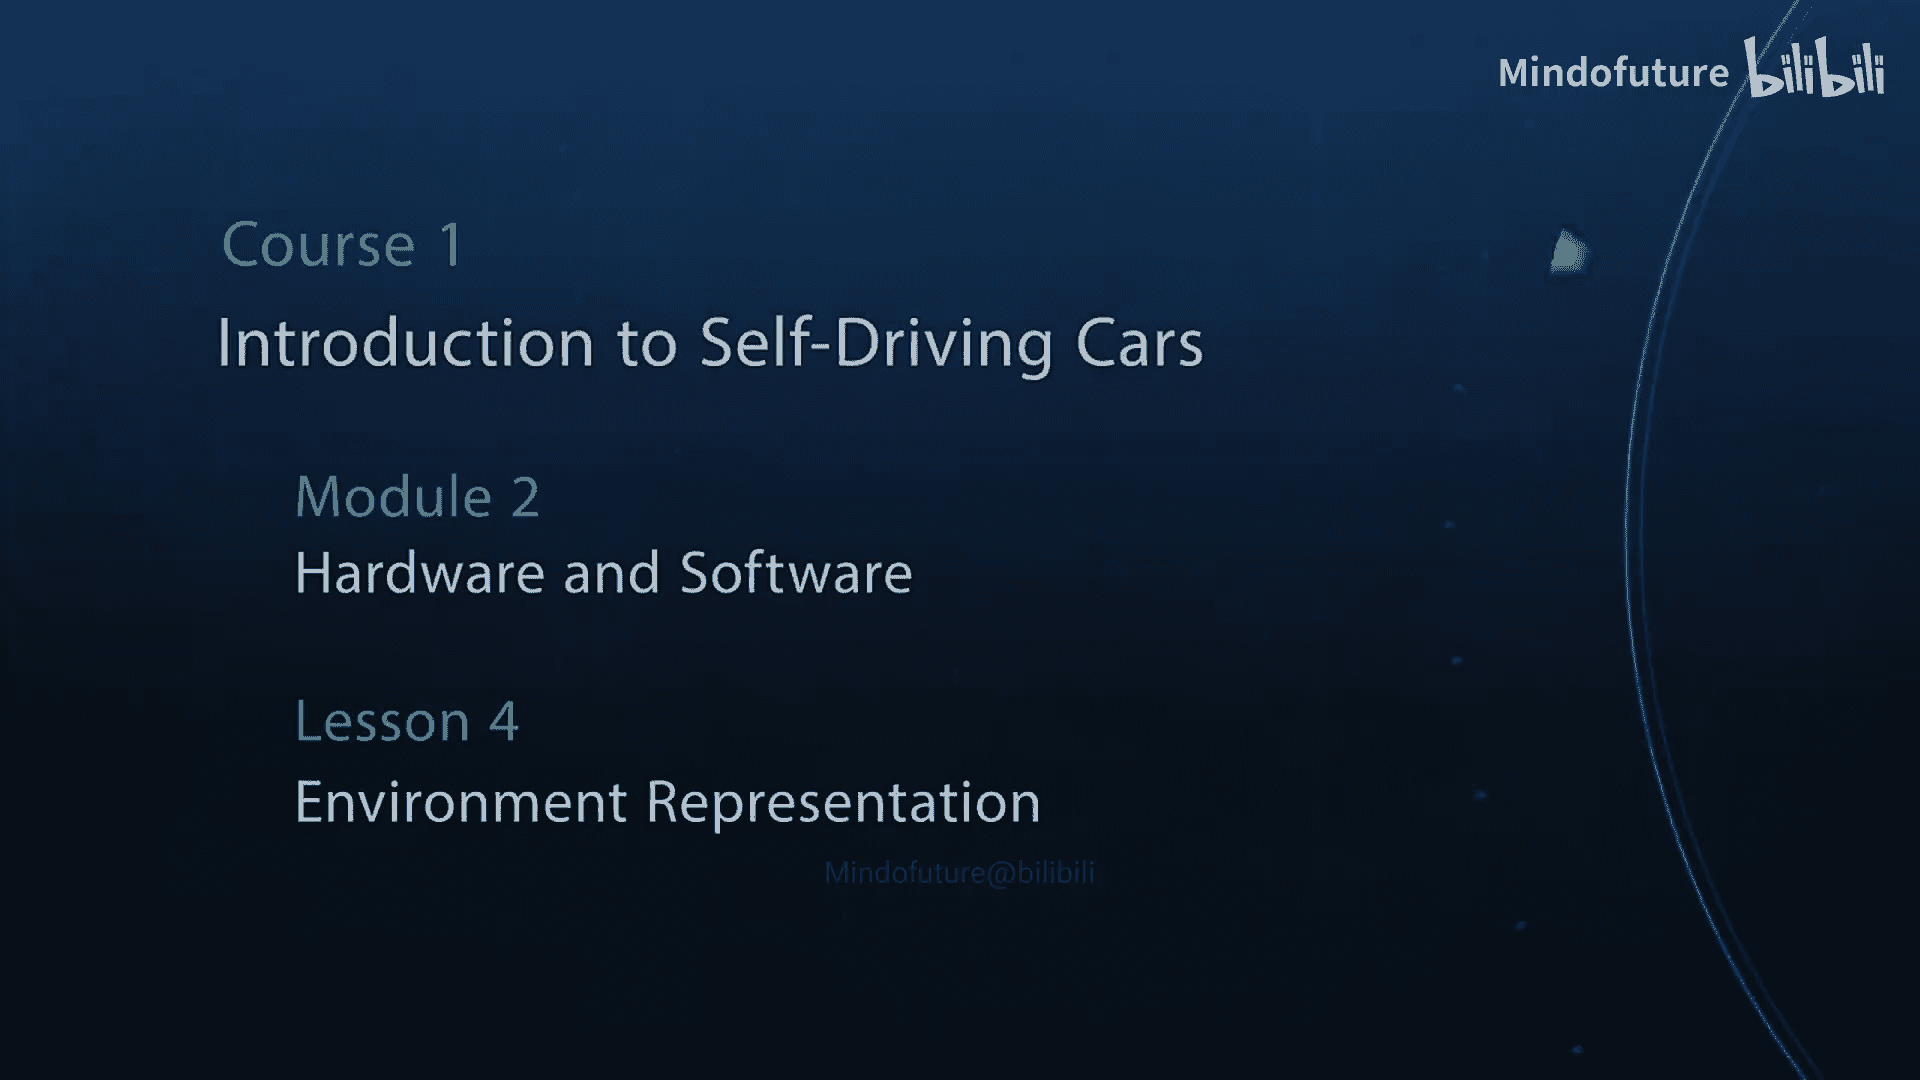 Mindofuture bilibili
Course 1
Introduction to Self-Driving Cars
Module 2
Hardware and Software
Lesson 4
Environment Representation
Mindofuture@bilibili